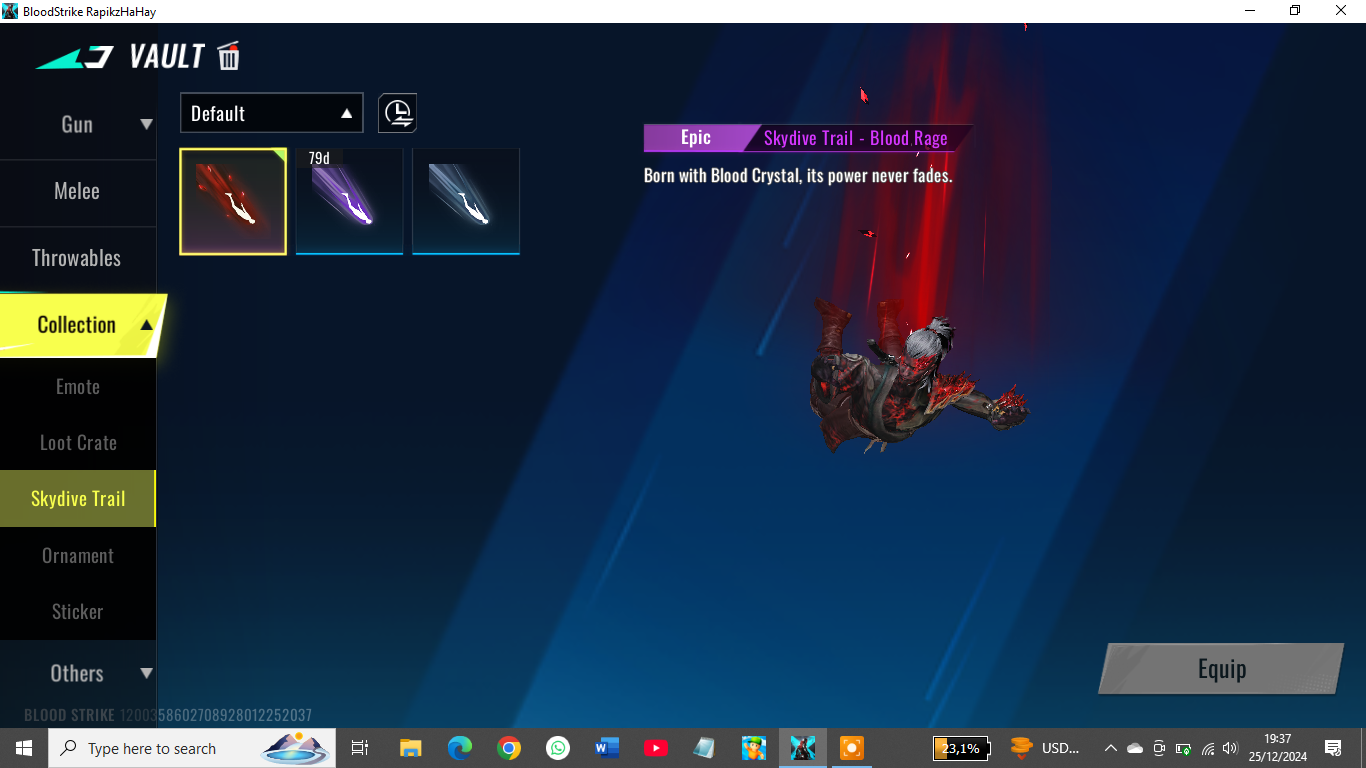 BloodStrike RapikzHaHay
VAULT
Default
Gun
Melee
Throwables
Collection
Emote
Loot Crate
Skydive Trail
Ornament
Sticker
Others
79d
Epic
Skydive Trail - Blood Rage
Born with Blood Crystal, its power never fades.
Equip
BLOOD STRIKE 1200358602708928012252037
Type here to search
23,1%
USD...
19:37
25/12/2024